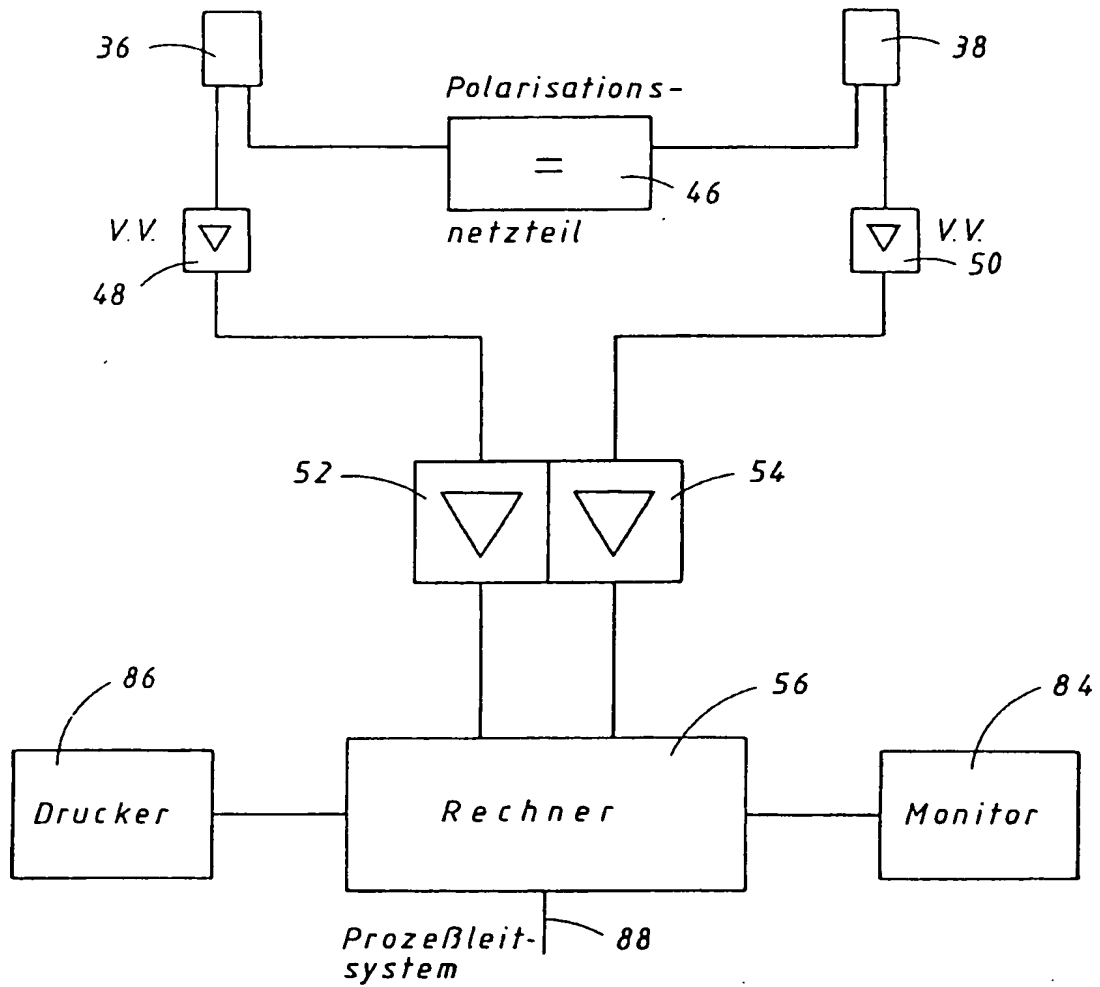 36
38
Polarisations-
=
46
netzteil
V.V.
48
V.V.
50
52
54
86
56
84
Drucker
Rechner
Monitor
Prozeßleit-
system
88